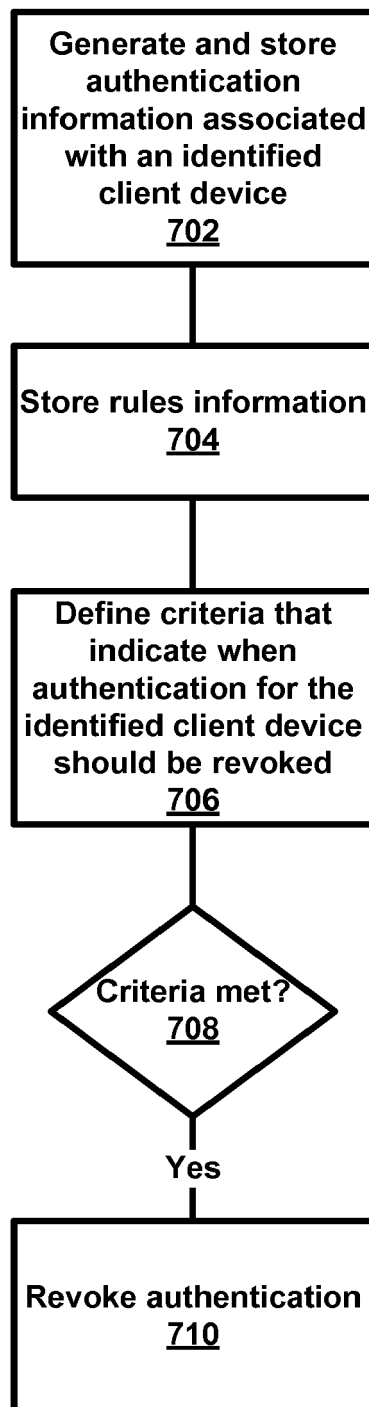 Generate and store
authentication
information associated
with an identified
client device
702
Store rules information
704
Define criteria that
indicate when
authentication for the
identified client device
should be revoked
706
Criteria met?
708
Yes
Revoke authentication
710